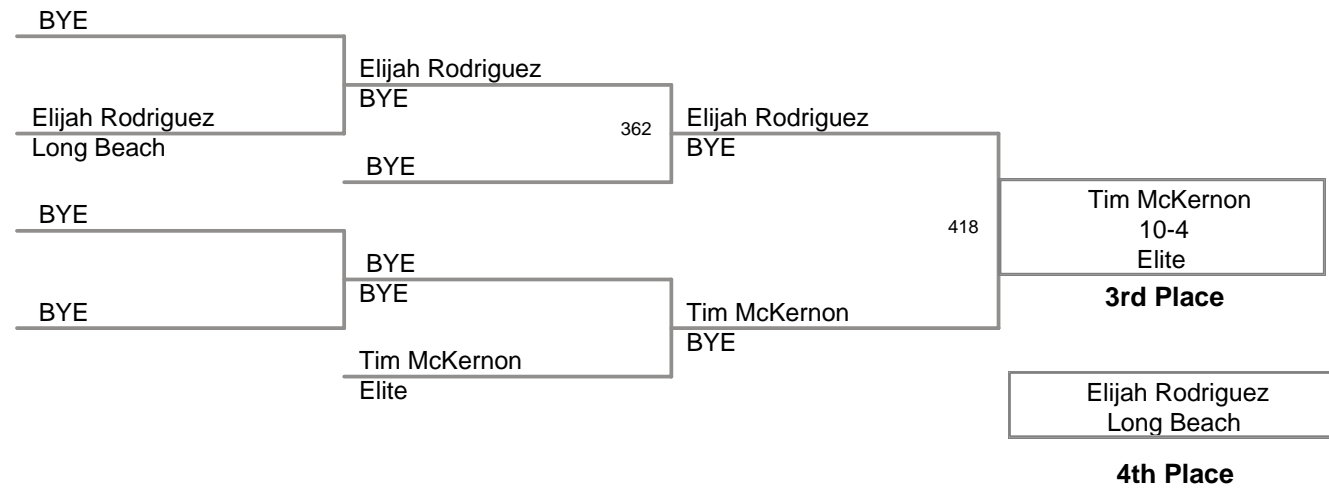 BYE
Elijah Rodriguez
BYE
Elijah Rodriguez
Long Beach
362
Elijah Rodriguez
BYE
BYE
BYE
Tim McKernon
10-4
Elite
418
BYE
BYE
3rd Place
BYE
Tim McKernon
BYE
Tim McKernon
Elite
Elijah Rodriguez
Long Beach
4th Place